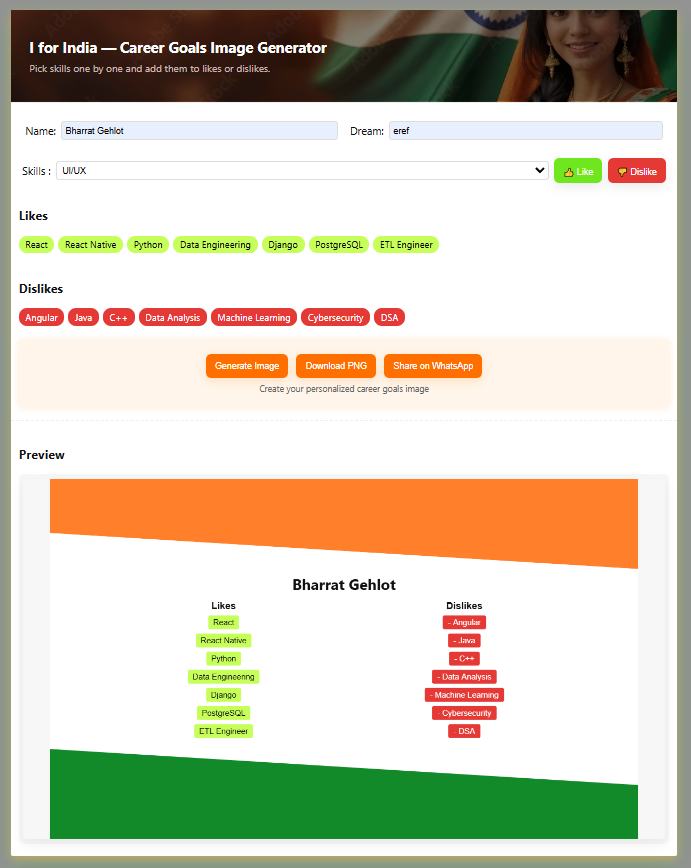 I for India — Career Goals Image Generator
Pick skills one by one and add them to likes or dislikes.
Name: Bharrat Gehlot Dream: eref
Skills : UI/UX 👍 Like 👎 Dislike
Likes
React React Native Python Data Engineering Django PostgreSQL ETL Engineer
Dislikes
Angular Java C++ Data Analysis Machine Learning Cybersecurity DSA
Generate Image Download PNG Share on WhatsApp
Create your personalized career goals image
Preview
Bharrat Gehlot
Likes Dislikes
React - Angular
React Native - Java
Python - C++
Data Engineering - Data Analysis
Django - Machine Learning
PostgreSQL - Cybersecurity
ETL Engineer - DSA